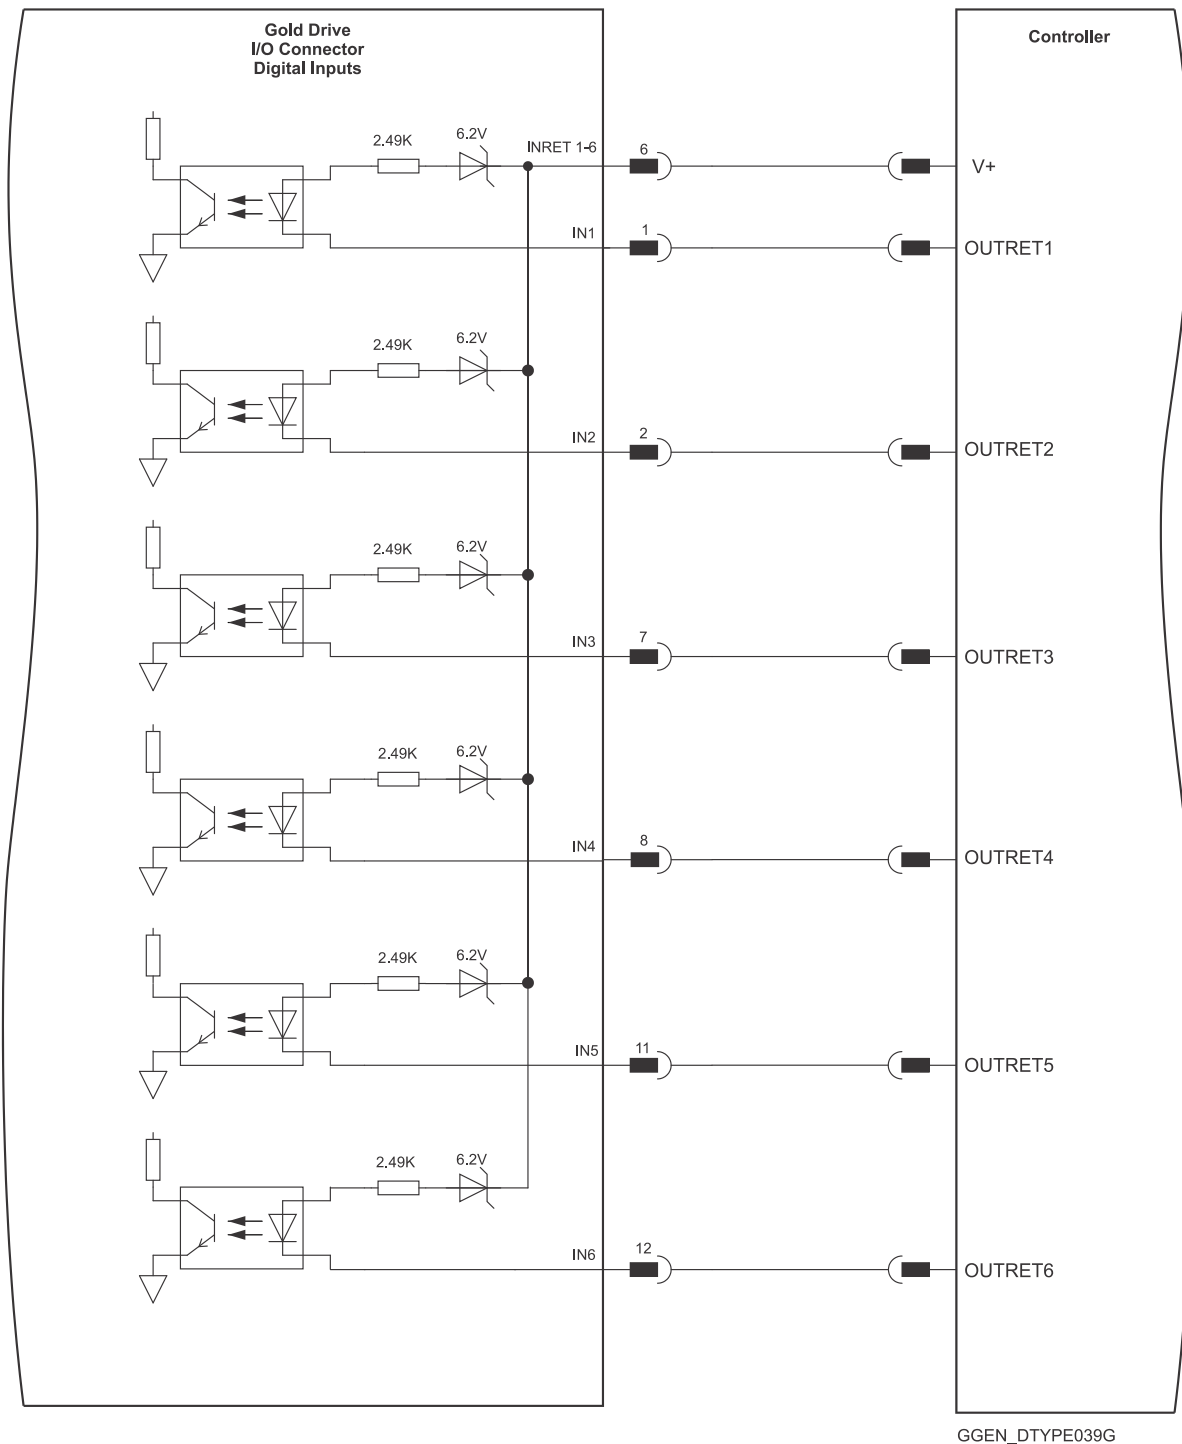 Gold Drive
I/O Connector
Digital Inputs
Controller
2.49K
6.2V
INRET 1-6
6
V+
IN1
1
OUTRET1
2.49K
6.2V
IN2
2
OUTRET2
2.49K
6.2V
IN3
7
OUTRET3
2.49K
6.2V
IN4
8
OUTRET4
2.49K
6.2V
IN5
11
OUTRET5
2.49K
6.2V
IN6
12
OUTRET6
GGEN_DTYPE039G